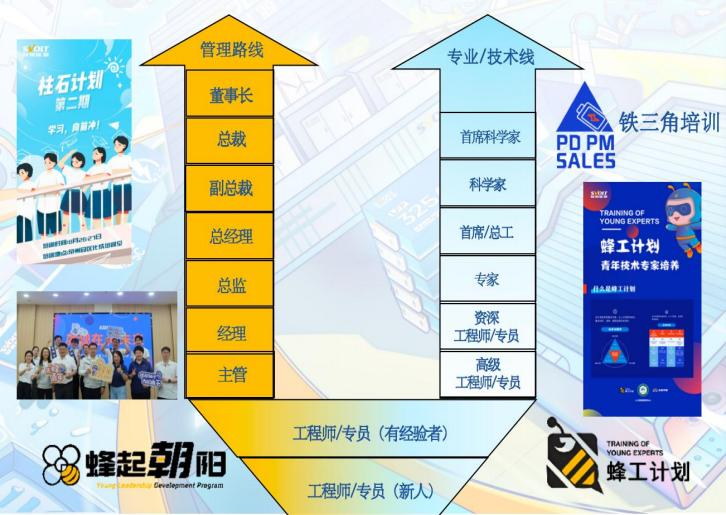 SVOLT
柱石计划
第二期
学习，向前冲！
管理路线
董事长
总裁
副总裁
总经理
总监
经理
主管
专业/技术线
首席科学家
科学家
首席/总工
专家
资深
工程师/专员
高级
工程师/专员
工程师/专员（有经验者）
工程师/专员（新人）
蜂起朝阳
Young Leadership Development Program
PD PM
SALES
铁三角培训
SVOLT
TRAINING OF
YOUNG EXPERTS
蜂工计划
青年技术专家培养
什么是蜂工计划
TRAINING OF
YOUNG EXPERTS
蜂工计划